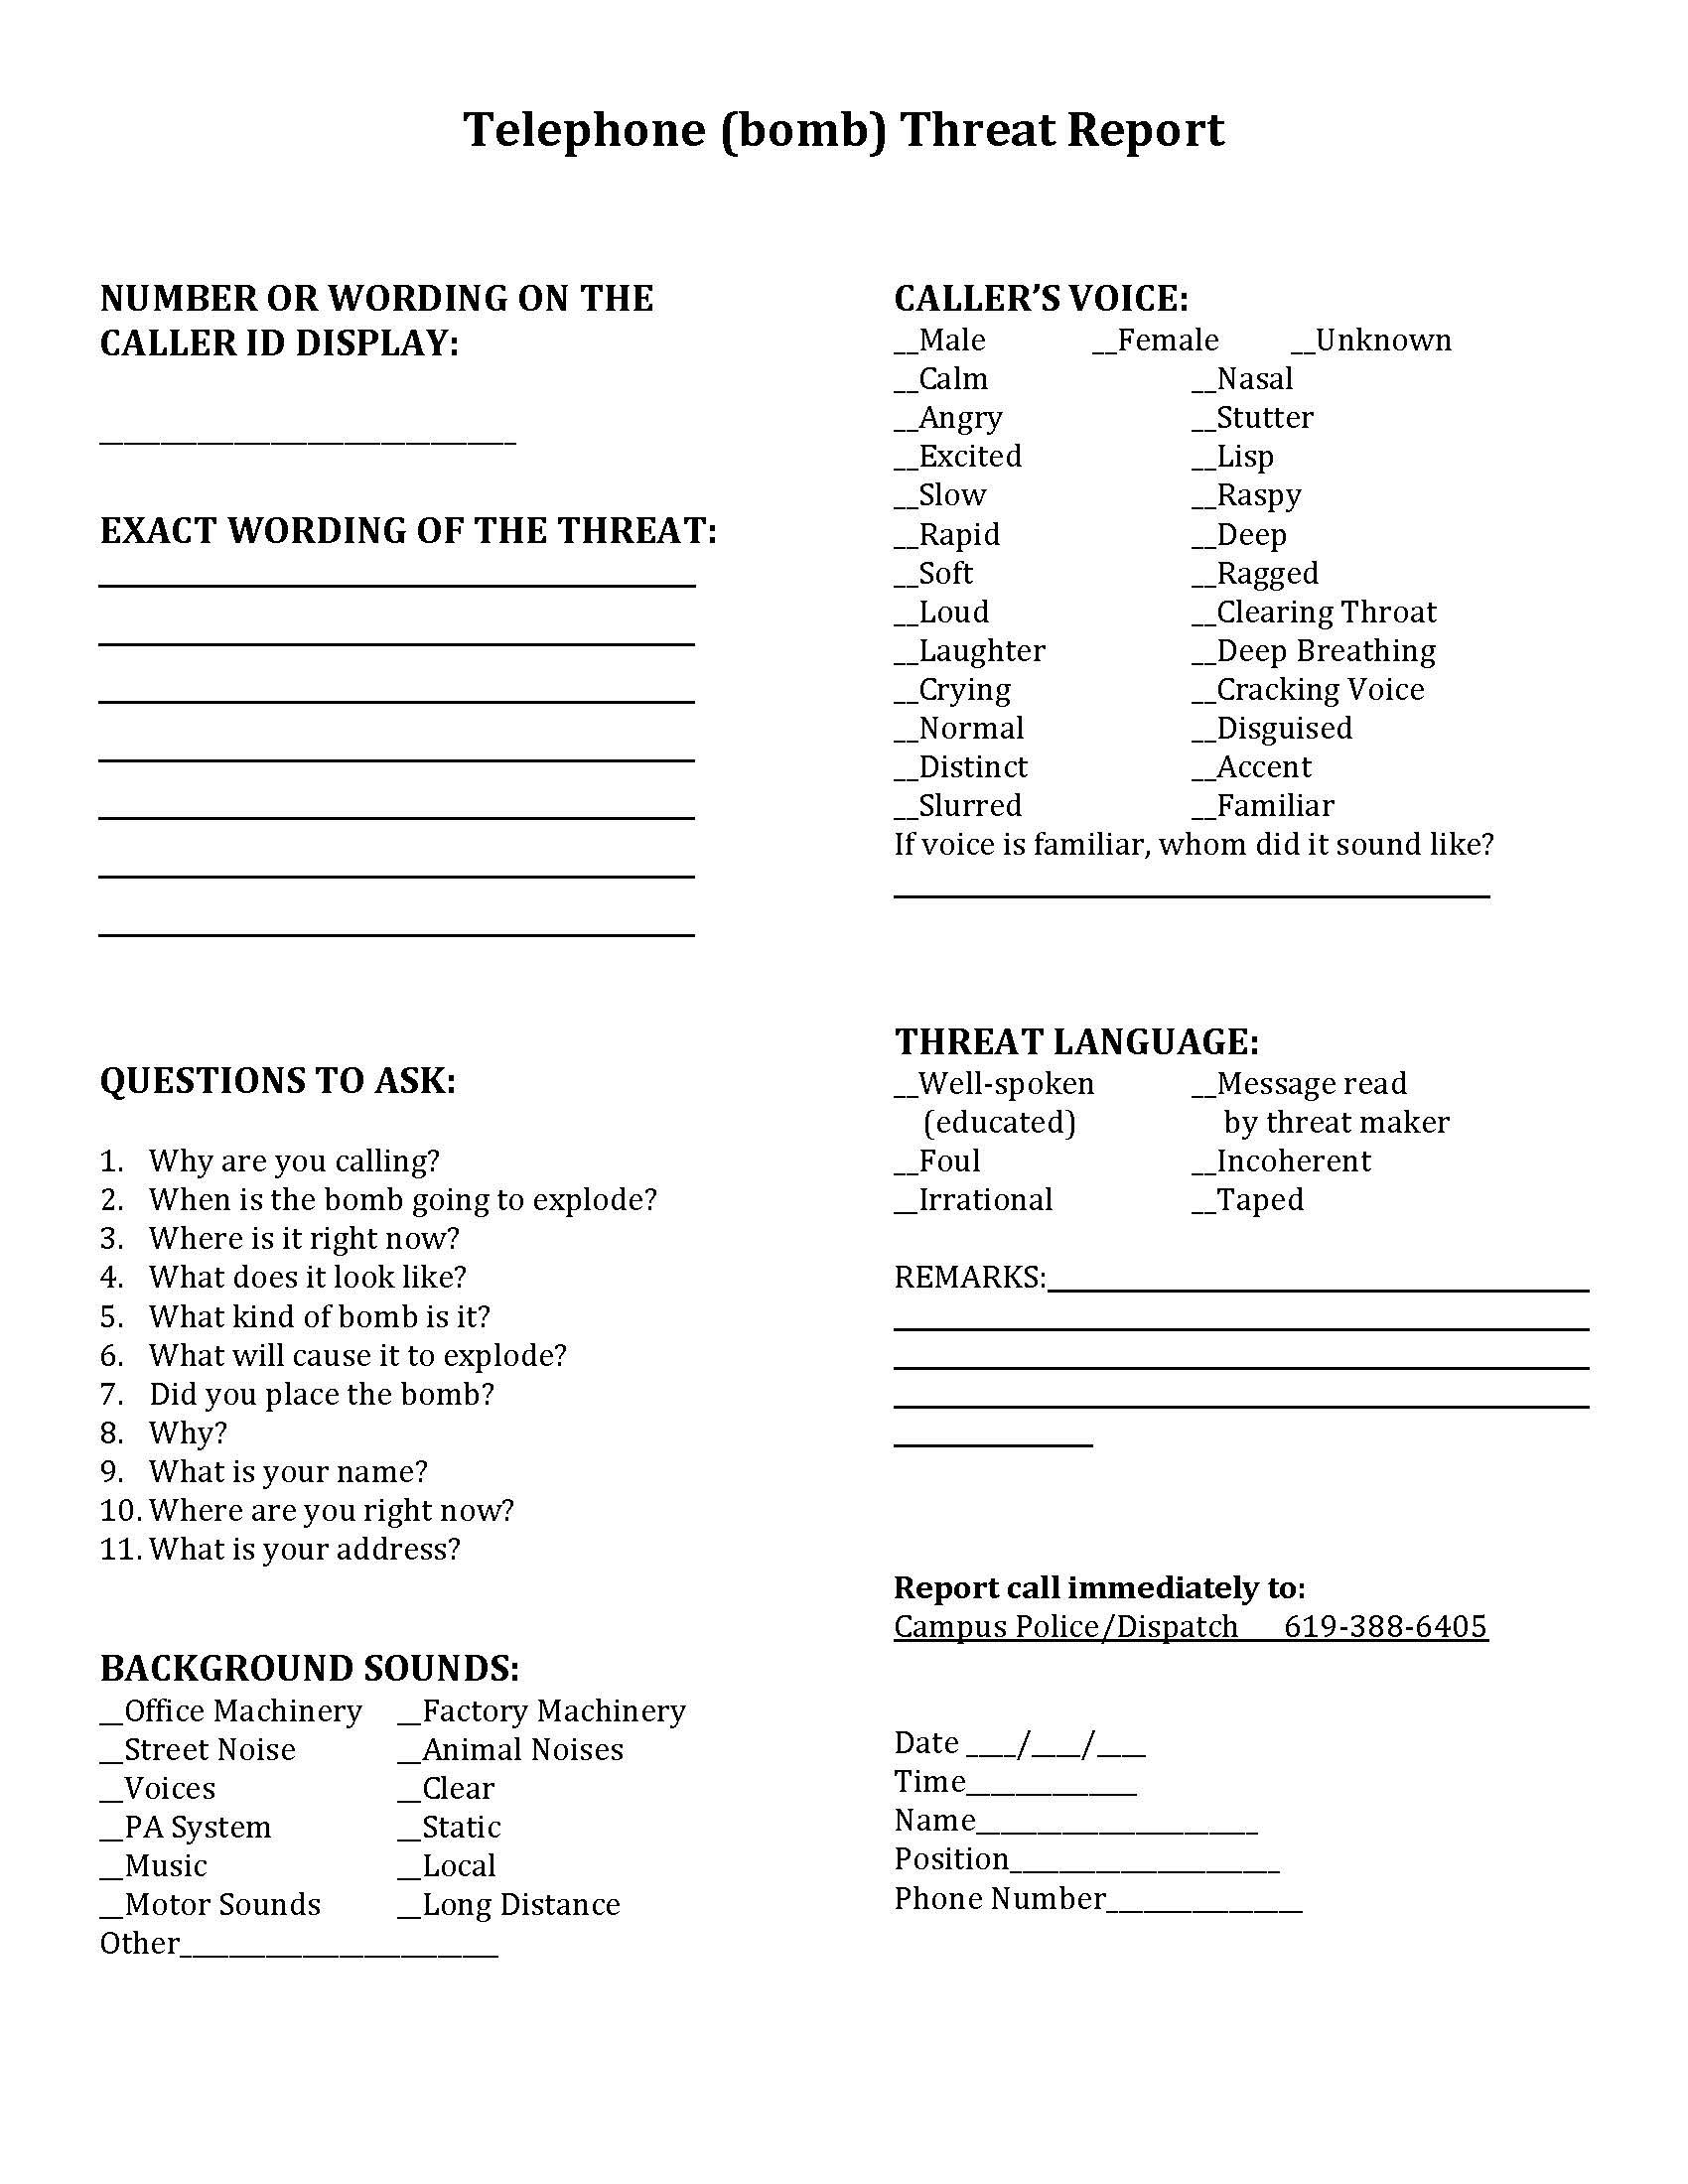 Telephone (bomb) Threat Report
NUMBER OR WORDING ON THE
CALLER ID DISPLAY:
__________________________________
EXACT WORDING OF THE THREAT:
QUESTIONS TO ASK:
1. Why are you calling?
2. When is the bomb going to explode?
3. Where is it right now?
4. What does it look like?
5. What kind of bomb is it?
6. What will cause it to explode?
7. Did you place the bomb?
8. Why?
9. What is your name?
10. Where are you right now?
11. What is your address?
BACKGROUND SOUNDS:
__Office Machinery __Factory Machinery
__Street Noise __Animal Noises
__Voices __Clear
__PA System __Static
__Music __Local
__Motor Sounds __Long Distance
Other__________________________
CALLER’S VOICE:
__Male __Female __Unknown
__Calm __Nasal
__Angry __Stutter
__Excited __Lisp
__Slow __Raspy
__Rapid __Deep
__Soft __Ragged
__Loud __Clearing Throat
__Laughter __Deep Breathing
__Crying __Cracking Voice
__Normal __Disguised
__Distinct __Accent
__Slurred __Familiar
If voice is familiar, whom did it sound like?
THREAT LANGUAGE:
__Well-spoken __Message read
(educated) by threat maker
__Foul __Incoherent
__Irrational __Taped
REMARKS:
Report call immediately to:
Campus Police/Dispatch 619-388-6405
Date ____/____/____
Time______________
Name_______________________
Position______________________
Phone Number________________